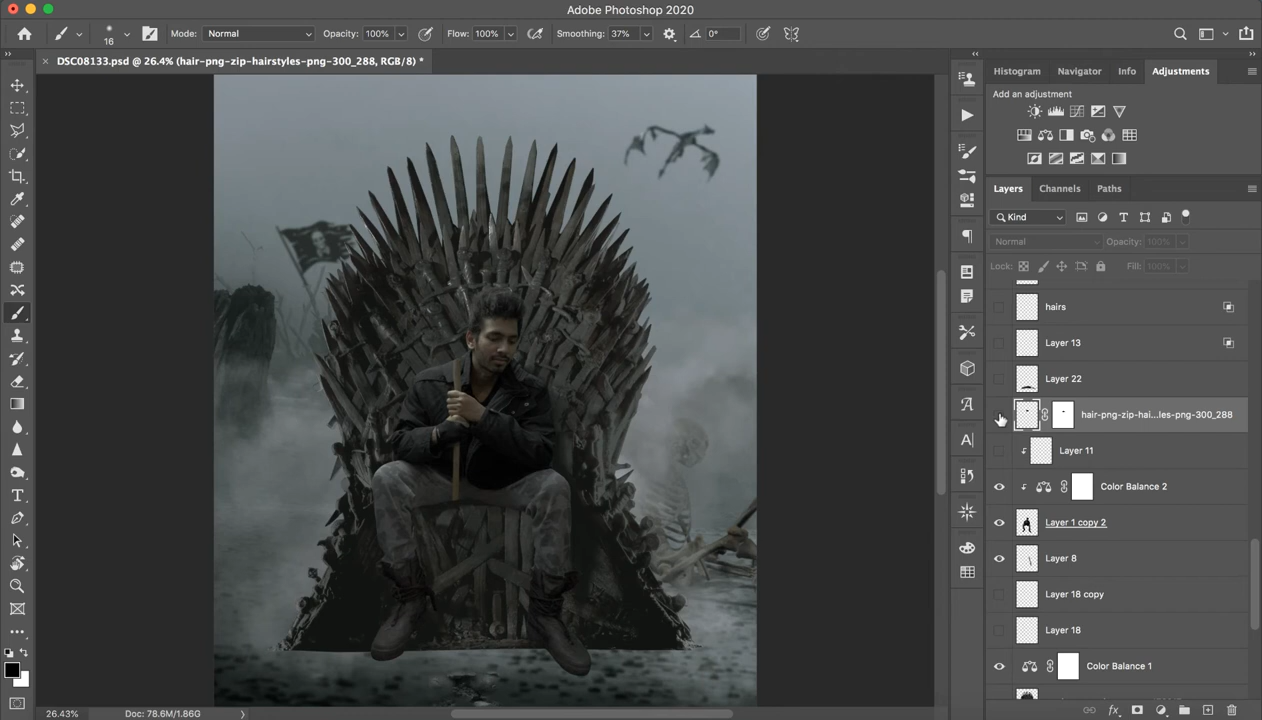 Adobe Photoshop 2020
16
Mode: Normal
Opacity: 100%
Flow: 100%
Smoothing: 37%
0°
DSC08133.psd @ 26.4% (hair-png-zip-hairstyles-png-300_288, RGB/8) *
Histogram
Navigator
Info
Adjustments
Add an adjustment
Layers
Channels
Paths
Kind
Normal
Opacity: 100%
Lock:
Fill: 100%
hairs
Layer 13
Layer 22
hair-png-zip-hai...les-png-300_288
Layer 11
Color Balance 2
Layer 1 copy 2
Layer 8
Layer 18 copy
Layer 18
Color Balance 1
26.43%
Doc: 78.6M/1.86G